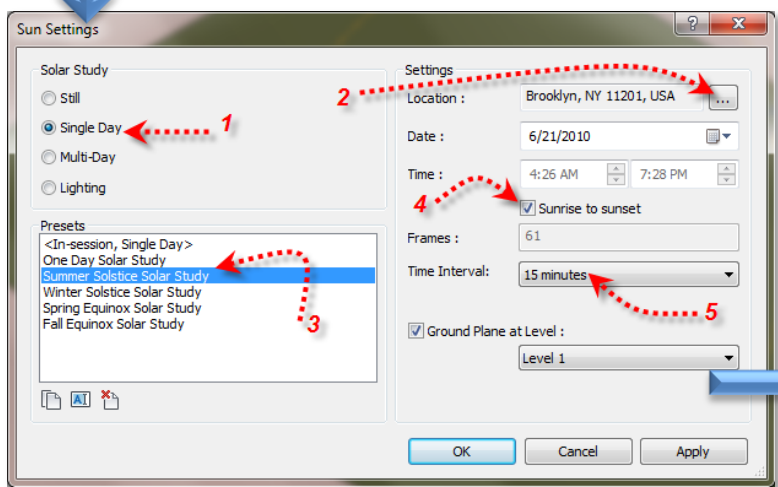 Sun Settings
Solar Study
Still
Single Day
1
Multi-Day
Lighting
Presets
<In-session, Single Day>
One Day Solar Study
Summer Solstice Solar Study
Winter Solstice Solar Study
Spring Equinox Solar Study
Fall Equinox Solar Study
3
AI
Settings
2
Location :
Brooklyn, NY 11201, USA
...
Date :
6/21/2010
Time :
4:26 AM
7:28 PM
4
Sunrise to sunset
Frames :
61
Time Interval:
15 minutes
5
Ground Plane at Level :
Level 1
OK
Cancel
Apply